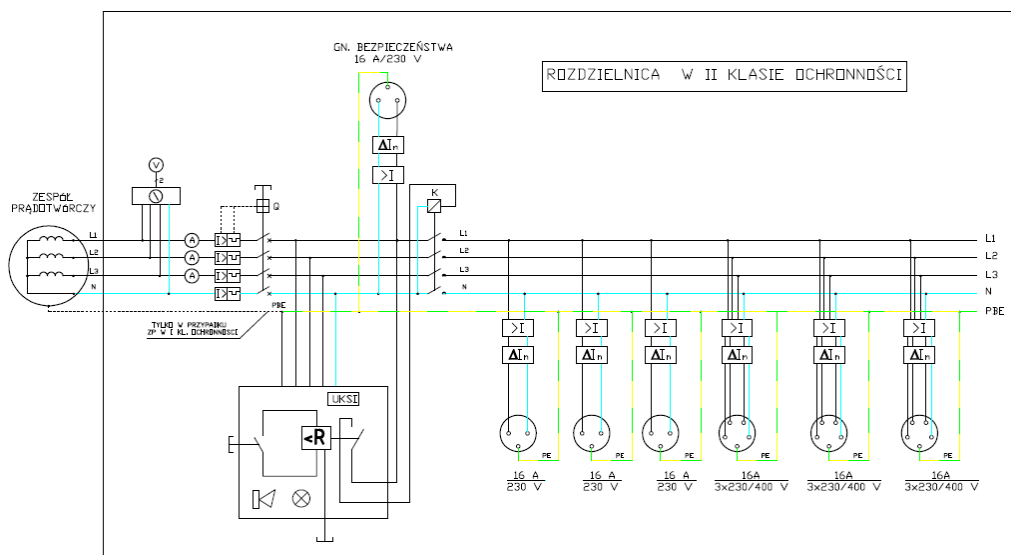 GN. BEZPIECZEŃSTWA
16 A/230 V
ROZDZIELNICA W II KLASIE OCHRONNOŚCI
ΔIn
>I
V
2
ZESPÓŁ
PRĄDOTWÓRCZY
Q
K
L1
A
I>
L1
L1
L2
A
I>
L2
L2
L3
A
I>
L3
L3
N
I>
N
N
PBE
PBE
TYLKO W PRZYPADKU
ZP W I KL. OCHRONNOŚCI
>I
>I
>I
>I
>I
>I
ΔIn
ΔIn
ΔIn
ΔIn
ΔIn
ΔIn
UKSI
<R
PE
PE
PE
PE
PE
PE
16 A
230 V
16 A
230 V
16 A
230 V
16A
3x230/400 V
16A
3x230/400 V
16A
3x230/400 V